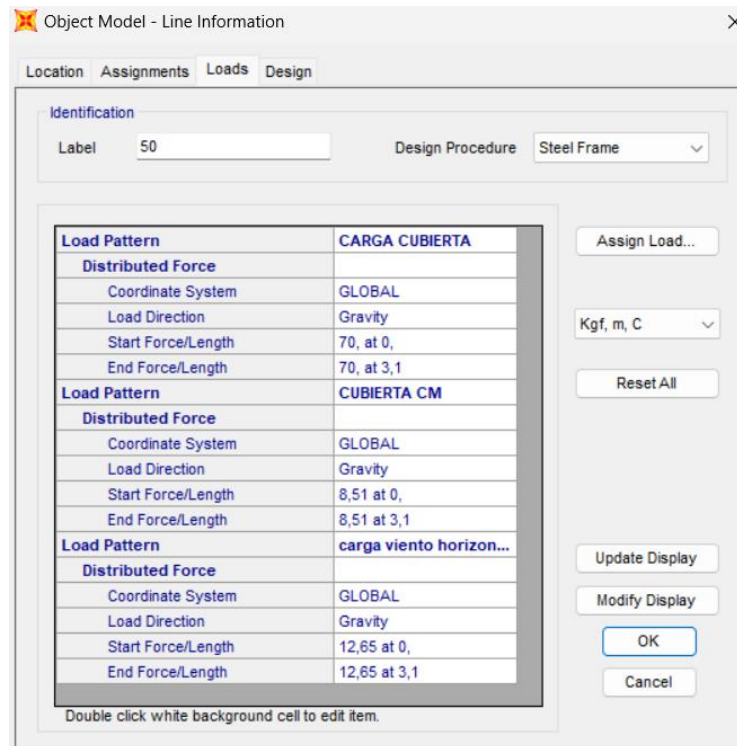 Object Model - Line Information
Location Assignments Loads Design
Identification
Label 50 Design Procedure Steel Frame
Load Pattern CARGA CUBIERTA
Distributed Force
Coordinate System GLOBAL
Load Direction Gravity
Start Force/Length 70, at 0,
End Force/Length 70, at 3,1
Load Pattern CUBIERTA CM
Distributed Force
Coordinate System GLOBAL
Load Direction Gravity
Start Force/Length 8,51 at 0,
End Force/Length 8,51 at 3,1
Load Pattern carga viento horizon...
Distributed Force
Coordinate System GLOBAL
Load Direction Gravity
Start Force/Length 12,65 at 0,
End Force/Length 12,65 at 3,1
Double click white background cell to edit item.
Assign Load...
Kgf, m, C
Reset All
Update Display
Modify Display
OK
Cancel